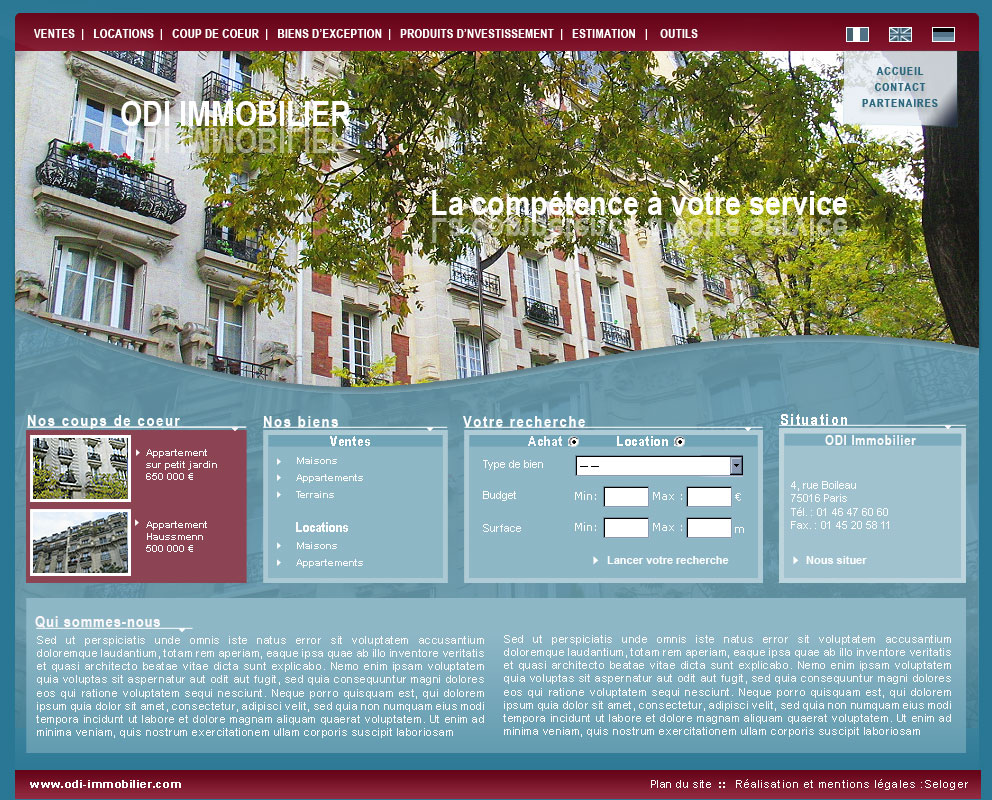 VENTES | LOCATIONS | COUP DE COEUR | BIENS D'EXCEPTION | PRODUITS D'NVESTISSEMENT | ESTIMATION | OUTILS
ACCUEIL
CONTACT
PARTENAIRES
ODI IMMOBILIER
La compétence à votre service
Nos coups de coeur
Appartement
sur petit jardin
650 000 €
Appartement
Haussmenn
500 000 €
Nos biens
Ventes
Maisons
Appartements
Terrains
Locations
Maisons
Appartements
Votre recherche
Achat Location
Type de bien – –
Budget Min: Max : €
Surface Min: Max : m
Lancer votre recherche
Situation
ODI Immobilier
4, rue Boileau
75016 Paris
Tél. : 01 46 47 60 60
Fax. : 01 45 20 58 11
Nous situer
Qui sommes-nous
Sed ut perspiciatis unde omnis iste natus error sit voluptatem accusantium
doloremque laudantium, totam rem aperiam, eaque ipsa quae ab illo inventore veritatis
et quasi architecto beatae vitae dicta sunt explicabo. Nemo enim ipsam voluptatem
quia voluptas sit aspernatur aut odit aut fugit, sed quia consequuntur magni dolores
eos qui ratione voluptatem sequi nesciunt. Neque porro quisquam est, qui dolorem
ipsum quia dolor sit amet, consectetur, adipisci velit, sed quia non numquam eius modi
tempora incidunt ut labore et dolore magnam aliquam quaerat voluptatem. Ut enim ad
minima veniam, quis nostrum exercitationem ullam corporis suscipit laboriosam
Sed ut perspiciatis unde omnis iste natus error sit voluptatem accusantium
doloremque laudantium, totam rem aperiam, eaque ipsa quae ab illo inventore veritatis
et quasi architecto beatae vitae dicta sunt explicabo. Nemo enim ipsam voluptatem
quia voluptas sit aspernatur aut odit aut fugit, sed quia consequuntur magni dolores
eos qui ratione voluptatem sequi nesciunt. Neque porro quisquam est, qui dolorem
ipsum quia dolor sit amet, consectetur, adipisci velit, sed quia non numquam eius modi
tempora incidunt ut labore et dolore magnam aliquam quaerat voluptatem. Ut enim ad
minima veniam, quis nostrum exercitationem ullam corporis suscipit laboriosam
www.odi-immobilier.com
Plan du site :: Réalisation et mentions légales :Seloger